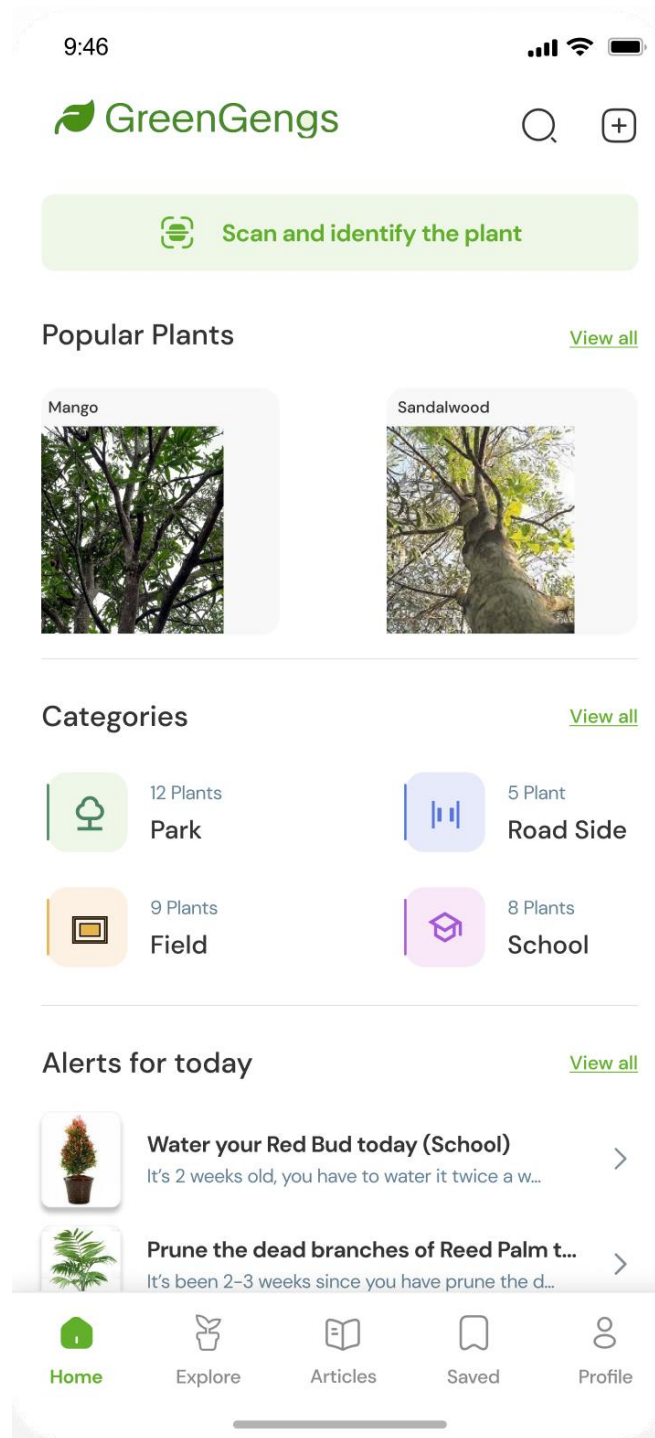 9:46
GreenGengs
Scan and identify the plant
Popular Plants
View all
Mango
Sandalwood
Categories
View all
12 Plants
Park
5 Plant
Road Side
9 Plants
Field
8 Plants
School
Alerts for today
View all
Water your Red Bud today (School)
It's 2 weeks old, you have to water it twice a w...
Prune the dead branches of Reed Palm t...
It's been 2-3 weeks since you have prune the d...
Home
Explore
Articles
Saved
Profile